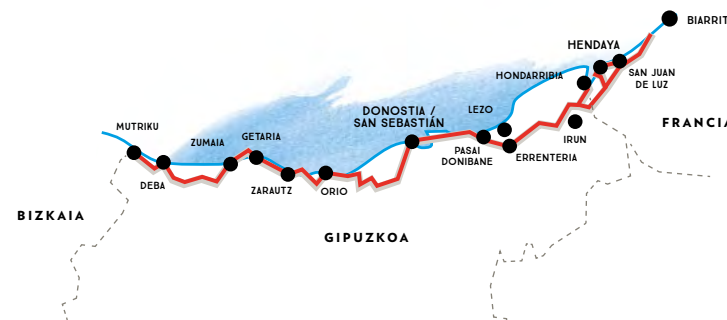 BIARRIT
HENDAYA
SAN JUAN
DE LUZ
HONDARRIBIA
FRANCIA
LEZO
IRUN
DONOSTIA /
SAN SEBASTIÁN
PASAI
DONIBANE
ERRENTERIA
MUTRIKU
ZUMAIA
GETARIA
DEBA
ZARAUTZ
ORIO
BIZKAIA
GIPUZKOA